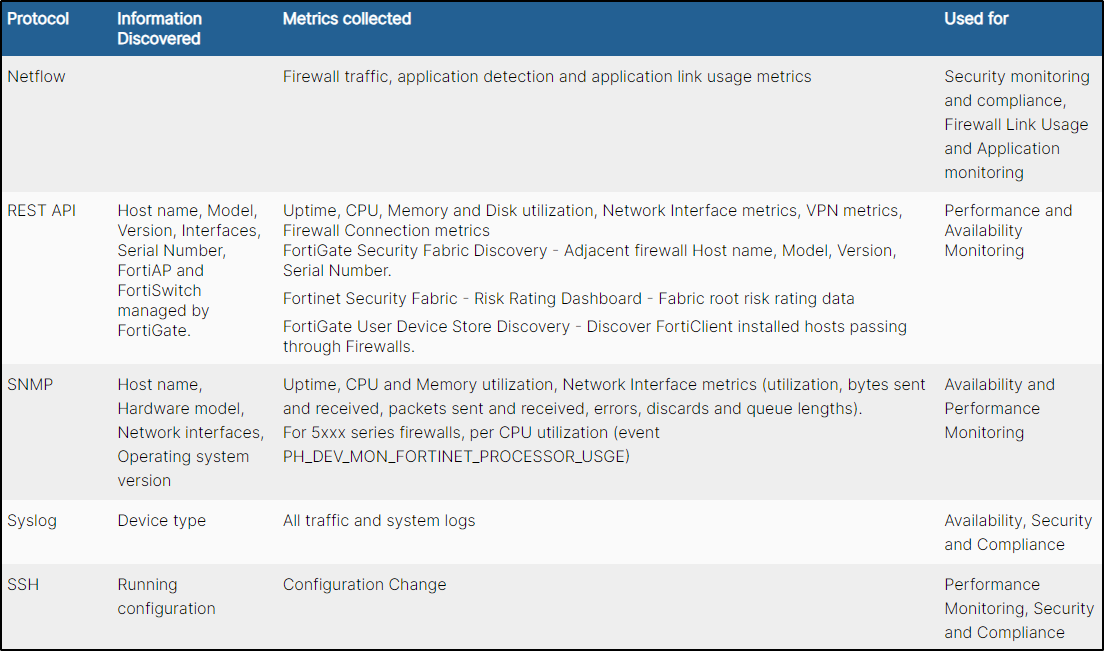 Protocol
Information
Discovered
Metrics collected
Used for
Netflow
Firewall traffic, application detection and application link usage metrics
Security monitoring
and compliance,
Firewall Link Usage
and Application
monitoring
REST API
Host name, Model,
Version, Interfaces,
Serial Number,
FortiAP and
FortiSwitch
managed by
FortiGate.
Uptime, CPU, Memory and Disk utilization, Network Interface metrics, VPN metrics,
Firewall Connection metrics
FortiGate Security Fabric Discovery - Adjacent firewall Host name, Model, Version,
Serial Number.
Fortinet Security Fabric - Risk Rating Dashboard - Fabric root risk rating data
FortiGate User Device Store Discovery - Discover FortiClient installed hosts passing
through Firewalls.
Performance and
Availability
Monitoring
SNMP
Host name,
Hardware model,
Network interfaces,
Operating system
version
Uptime, CPU and Memory utilization, Network Interface metrics (utilization, bytes sent
and received, packets sent and received, errors, discards and queue lengths).
For 5xxx series firewalls, per CPU utilization (event
PH_DEV_MON_FORTINET_PROCESSOR_USGE)
Availability and
Performance
Monitoring
Syslog
Device type
All traffic and system logs
Availability, Security
and Compliance
SSH
Running
configuration
Configuration Change
Performance
Monitoring, Security
and Compliance